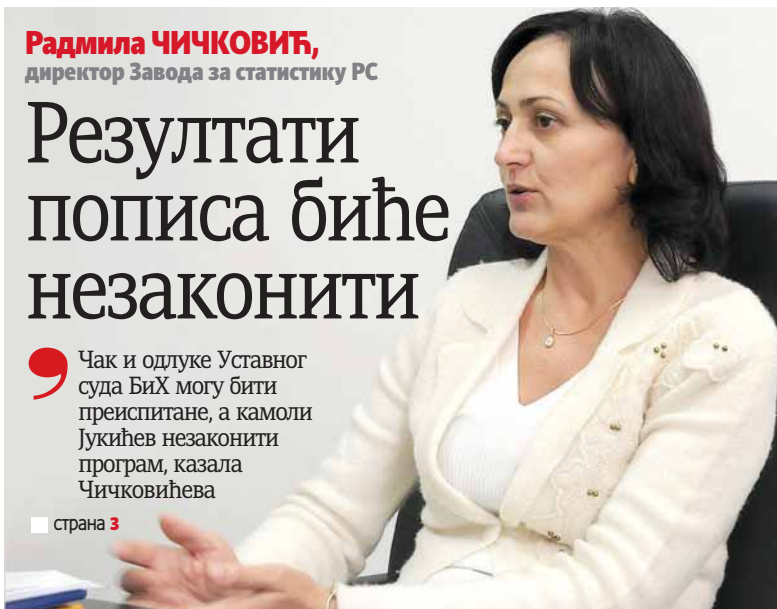 Радмила ЧИЧКОВИЋ,
директор Завода за статистику РС
Резултати
пописа биће
незаконити
Чак и одлуке Уставног
суда БиХ могу бити
преиспитане, а камоли
Јукићев незаконити
програм, казала
Чичковићева
страна 3